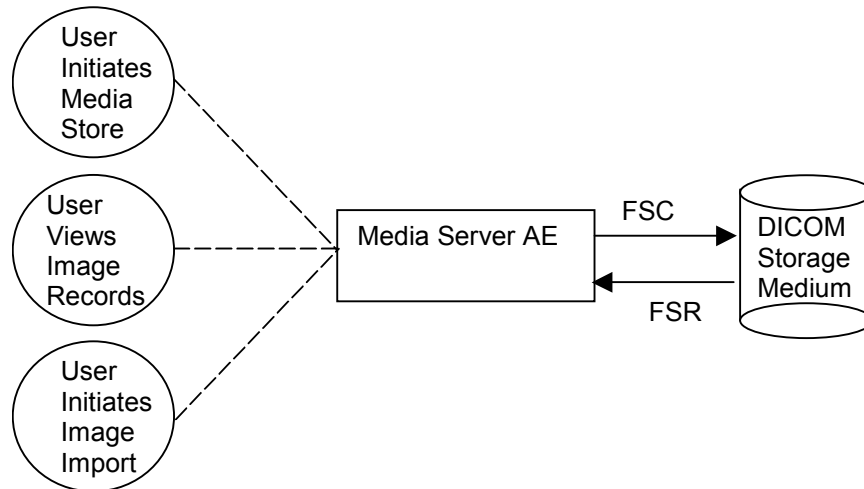 User
Initiates
Media
Store
User
Views
Image
Records
User
Initiates
Image
Import
Media Server AE
FSC
FSR
DICOM
Storage
Medium